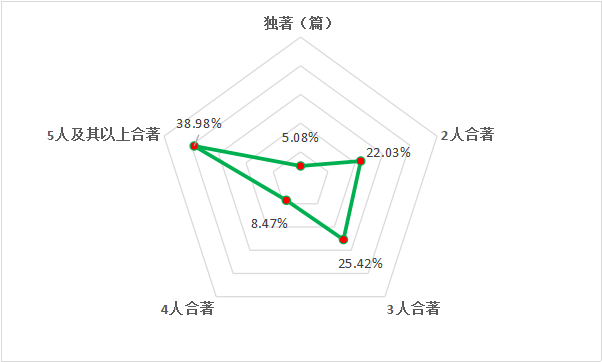 独著（篇）
38.98%
5人及其以上合著
5.08%
2人合著
22.03%
8.47%
25.42%
4人合著
3人合著